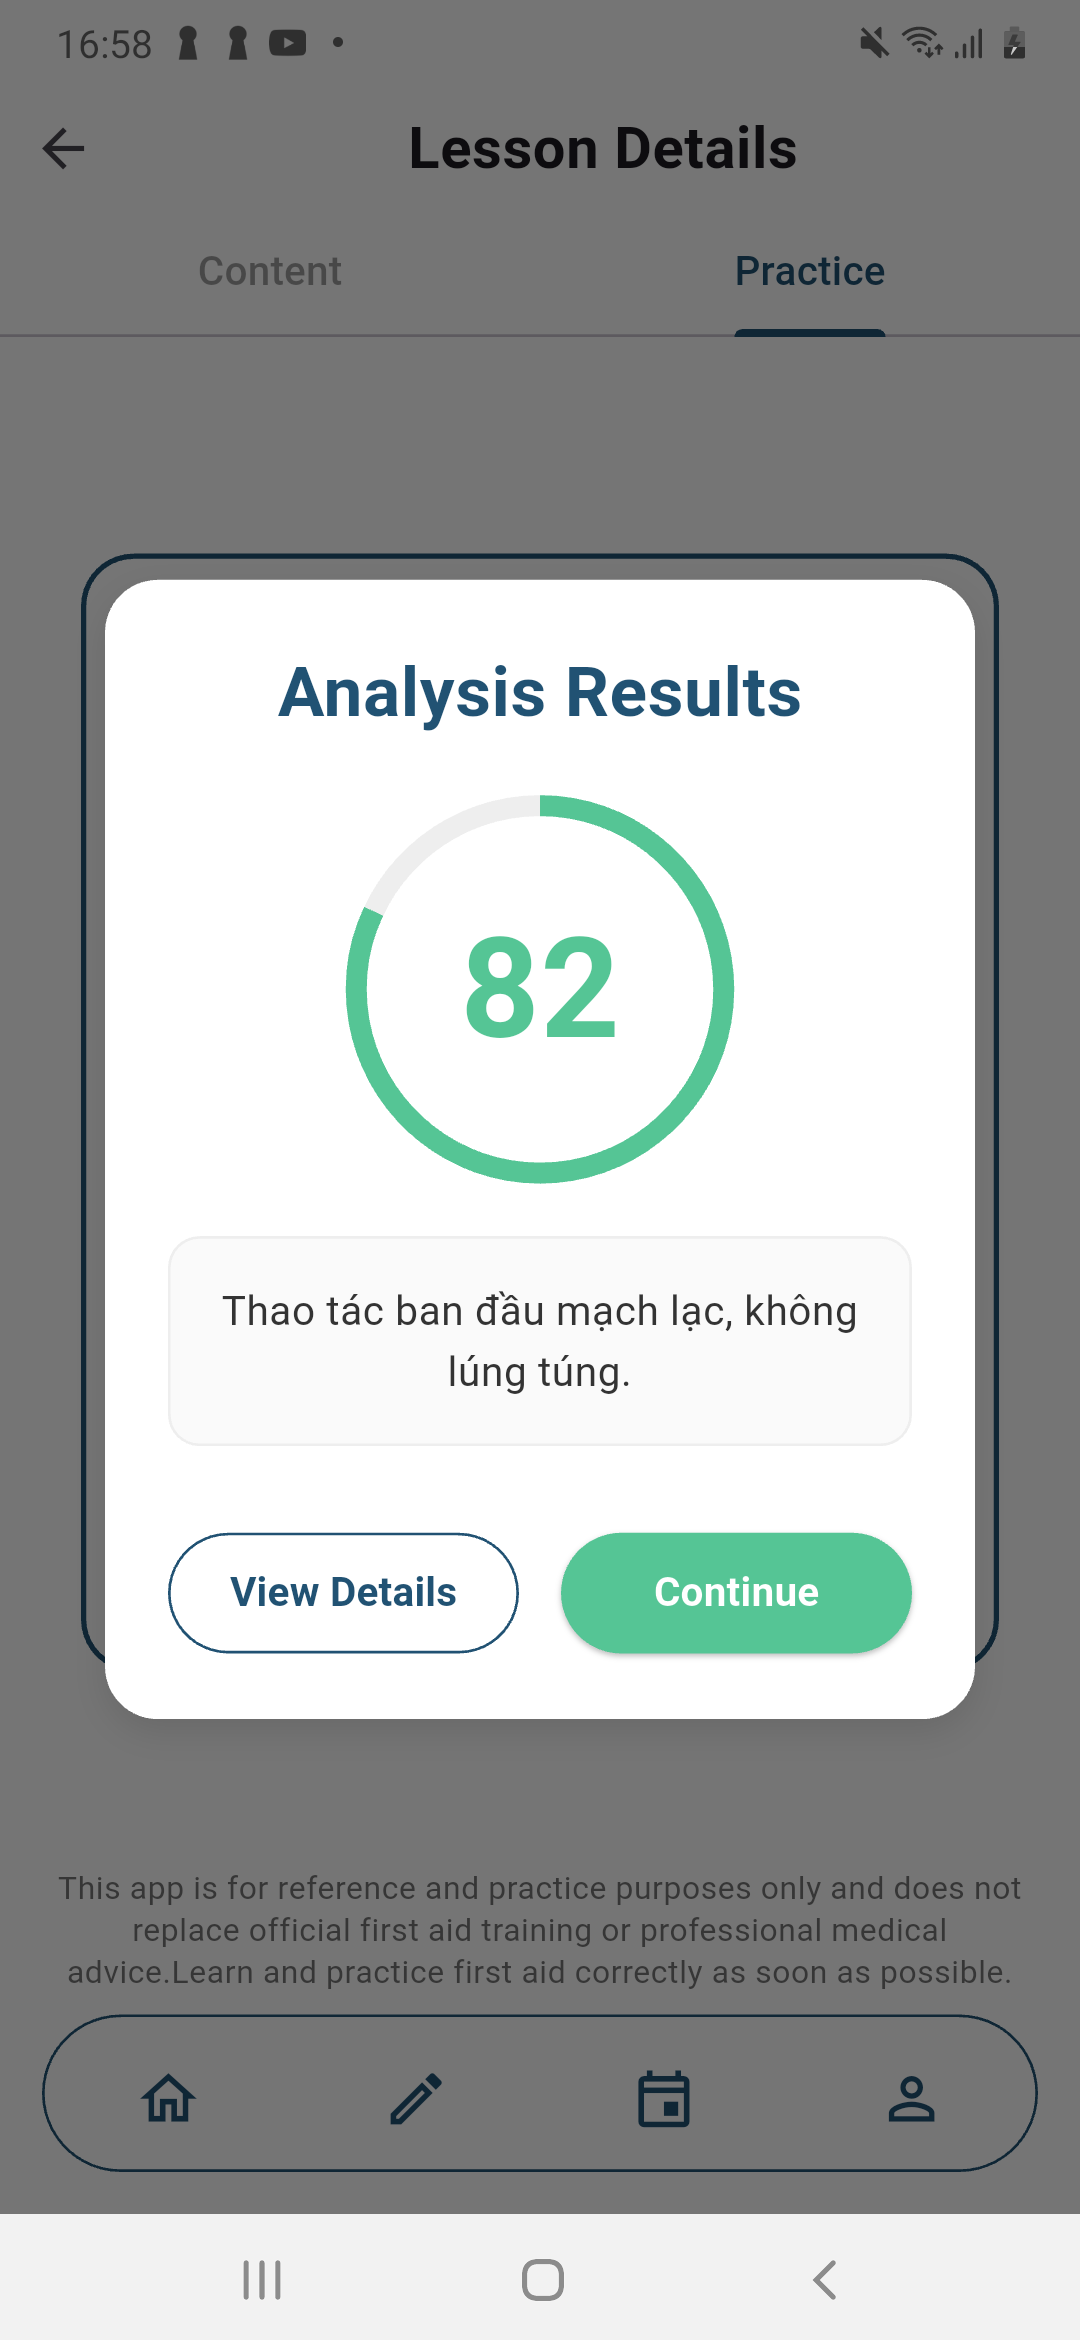 16:58
Lesson Details
Content
Practice
Analysis Results
82
Thao tác ban đầu mạch lạc, không
lúng túng.
View Details
Continue
This app is for reference and practice purposes only and does not
replace official first aid training or professional medical
advice.Learn and practice first aid correctly as soon as possible.